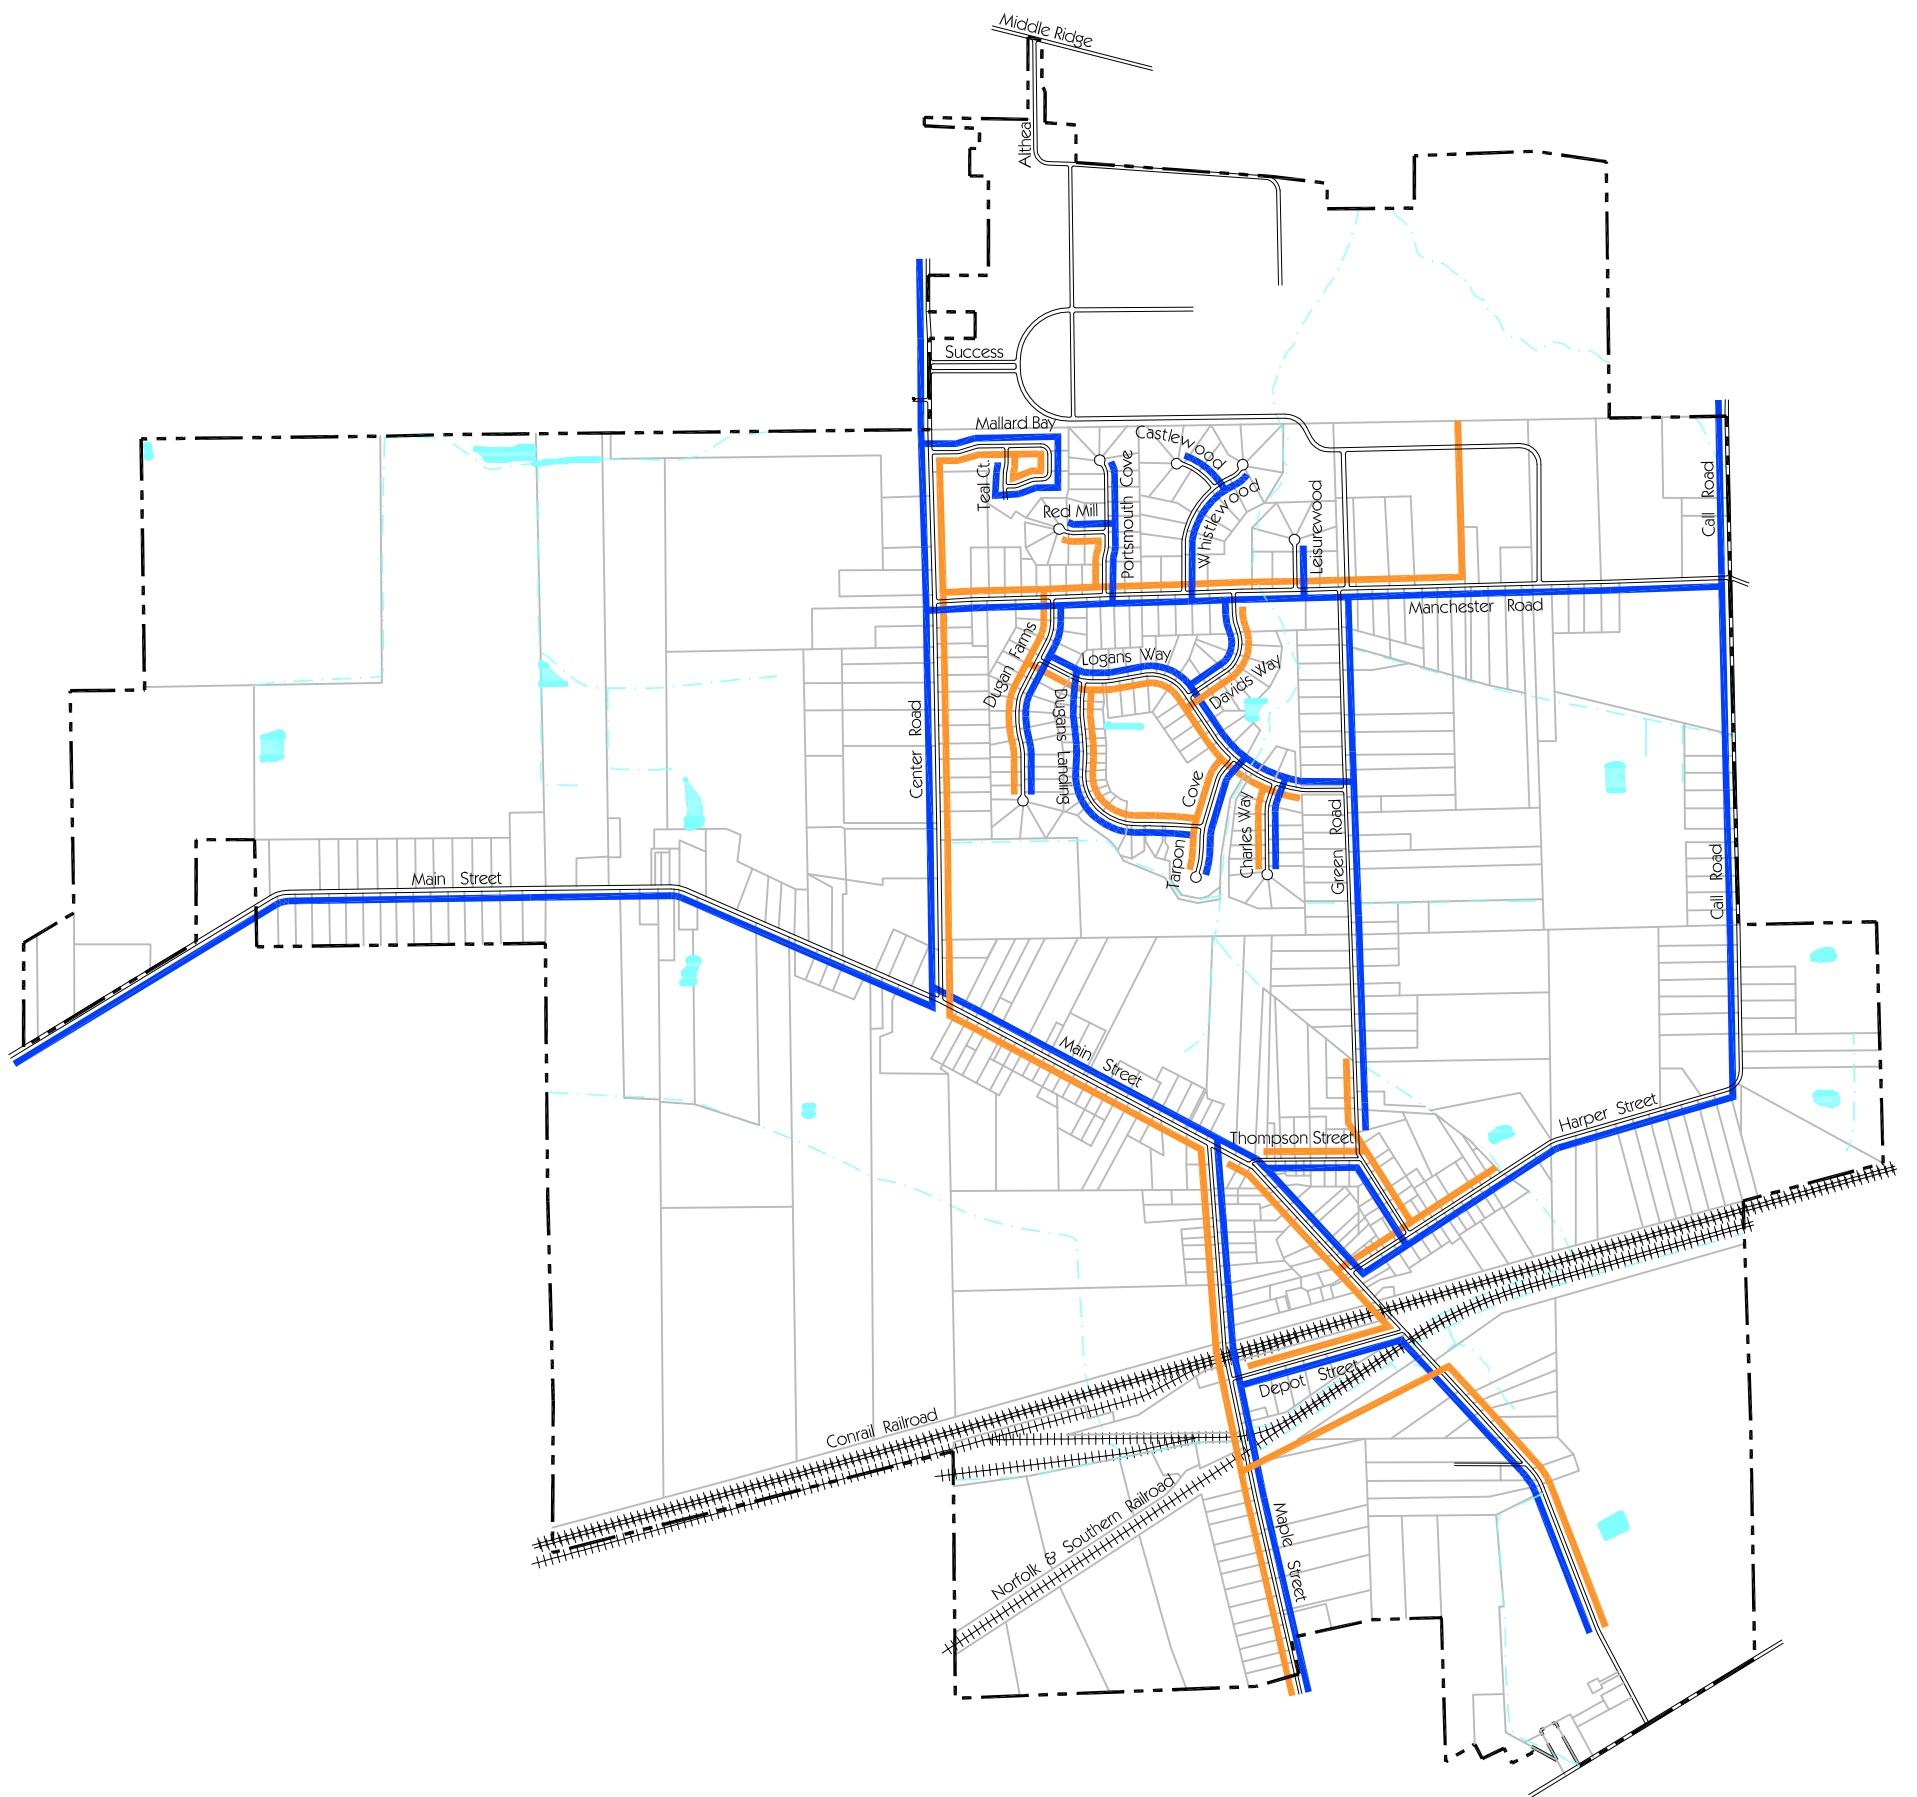 Middle Ridge
Althea
Success
Mallard Bay
Castlewood
Teal Ct.
Portsmouth Cove
Red Mill
Whistlewood
Leisurewood
Call Road
Manchester Road
Dugan Farms
Logans Way
Davids Way
Dugans Landing
Center Road
Cove
Tarpon
Charles Way
Green Road
Call Road
Main Street
Main Street
Thompson Street
Harper Street
Depot Street
Conrail Railroad
Norfolk & Southern Railroad
Maple Street